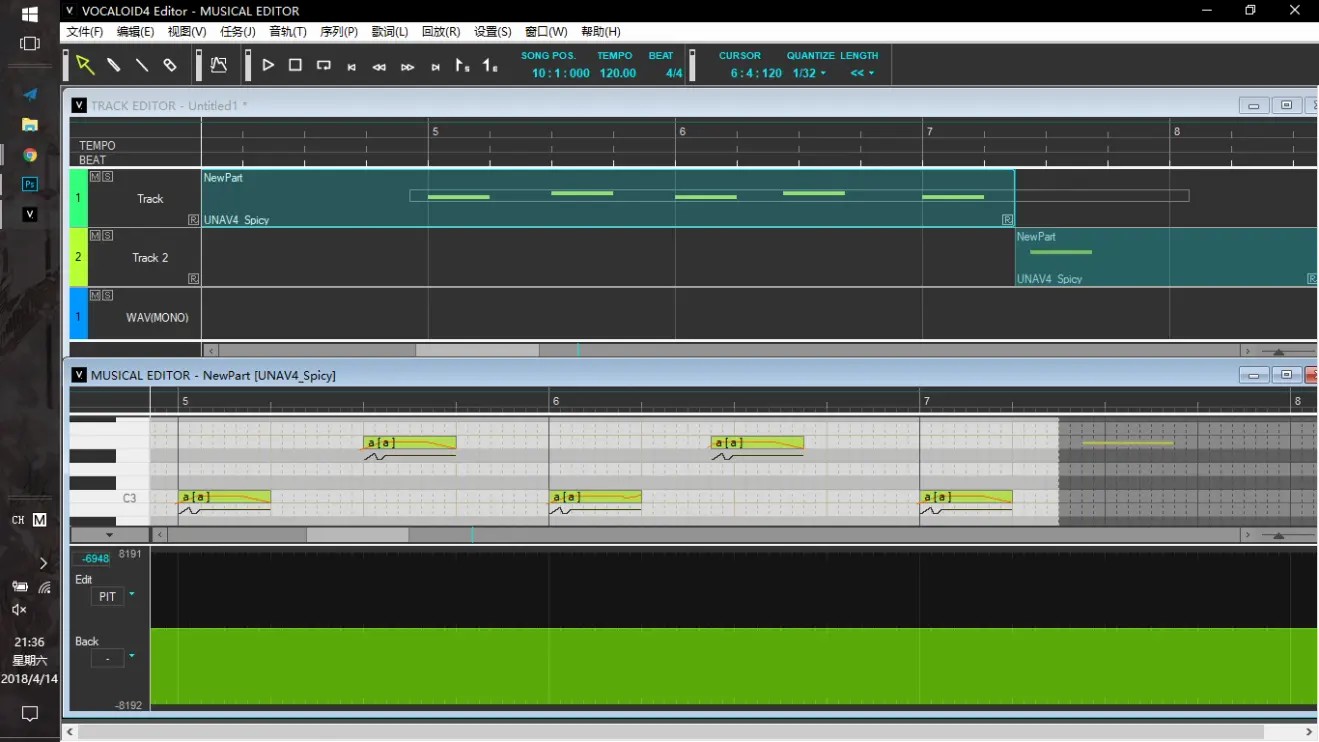 VOCALOID4 Editor - MUSICAL EDITOR
文件(F) 编辑(E) 视图(V) 任务(J) 音轨(T) 序列(P) 歌词(L) 回放(R) 设置(S) 窗口(W) 帮助(H)
SONG POS. TEMPO BEAT CURSOR QUANTIZE LENGTH
10 : 1 : 000 120.00 4/4 6 : 4 : 120 1/32 <<
TRACK EDITOR - Untitled1 *
5 6 7 8
TEMPO
BEAT
M S
NewPart
1 Track
R UNAV4_Spicy R
M S
NewPart
2 Track 2
R UNAV4_Spicy R
M S
1 WAV(MONO)
MUSICAL EDITOR - NewPart [UNAV4_Spicy]
5 6 7 8
a [a] a [a]
C3 a [a] a [a] a [a]
-6948 8191
Edit
PIT
Back
-
-8192
Ps
CH M
21:36
星期六
2018/4/14